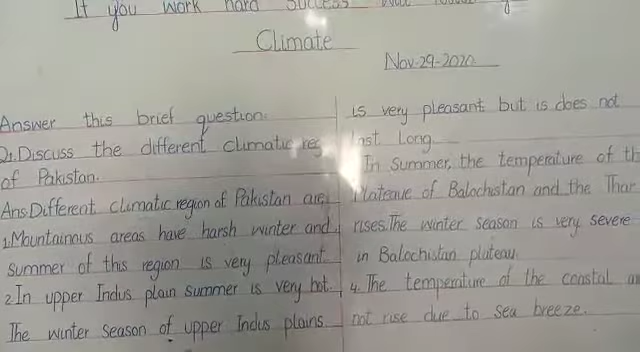 If you work hard success
Climate
Nov-29-2020
Answer this brief question.
Q1.Discuss the different climatic reg
of Pakistan.
Ans.Different climatic region of Pakistan are,
1.Mountainous areas have harsh winter and
summer of this region is very pleasant.
2.In upper Indus plain summer is very hot.
The winter season of upper Indus plains
is very pleasant but is does not
last long
In summer, the temperature of th
Plateaue of Balochistan and the Thar
rises.The winter season is very severe
in Balochistan plateau.
4. The temperature of the coastal a
not rise due to sea breeze.